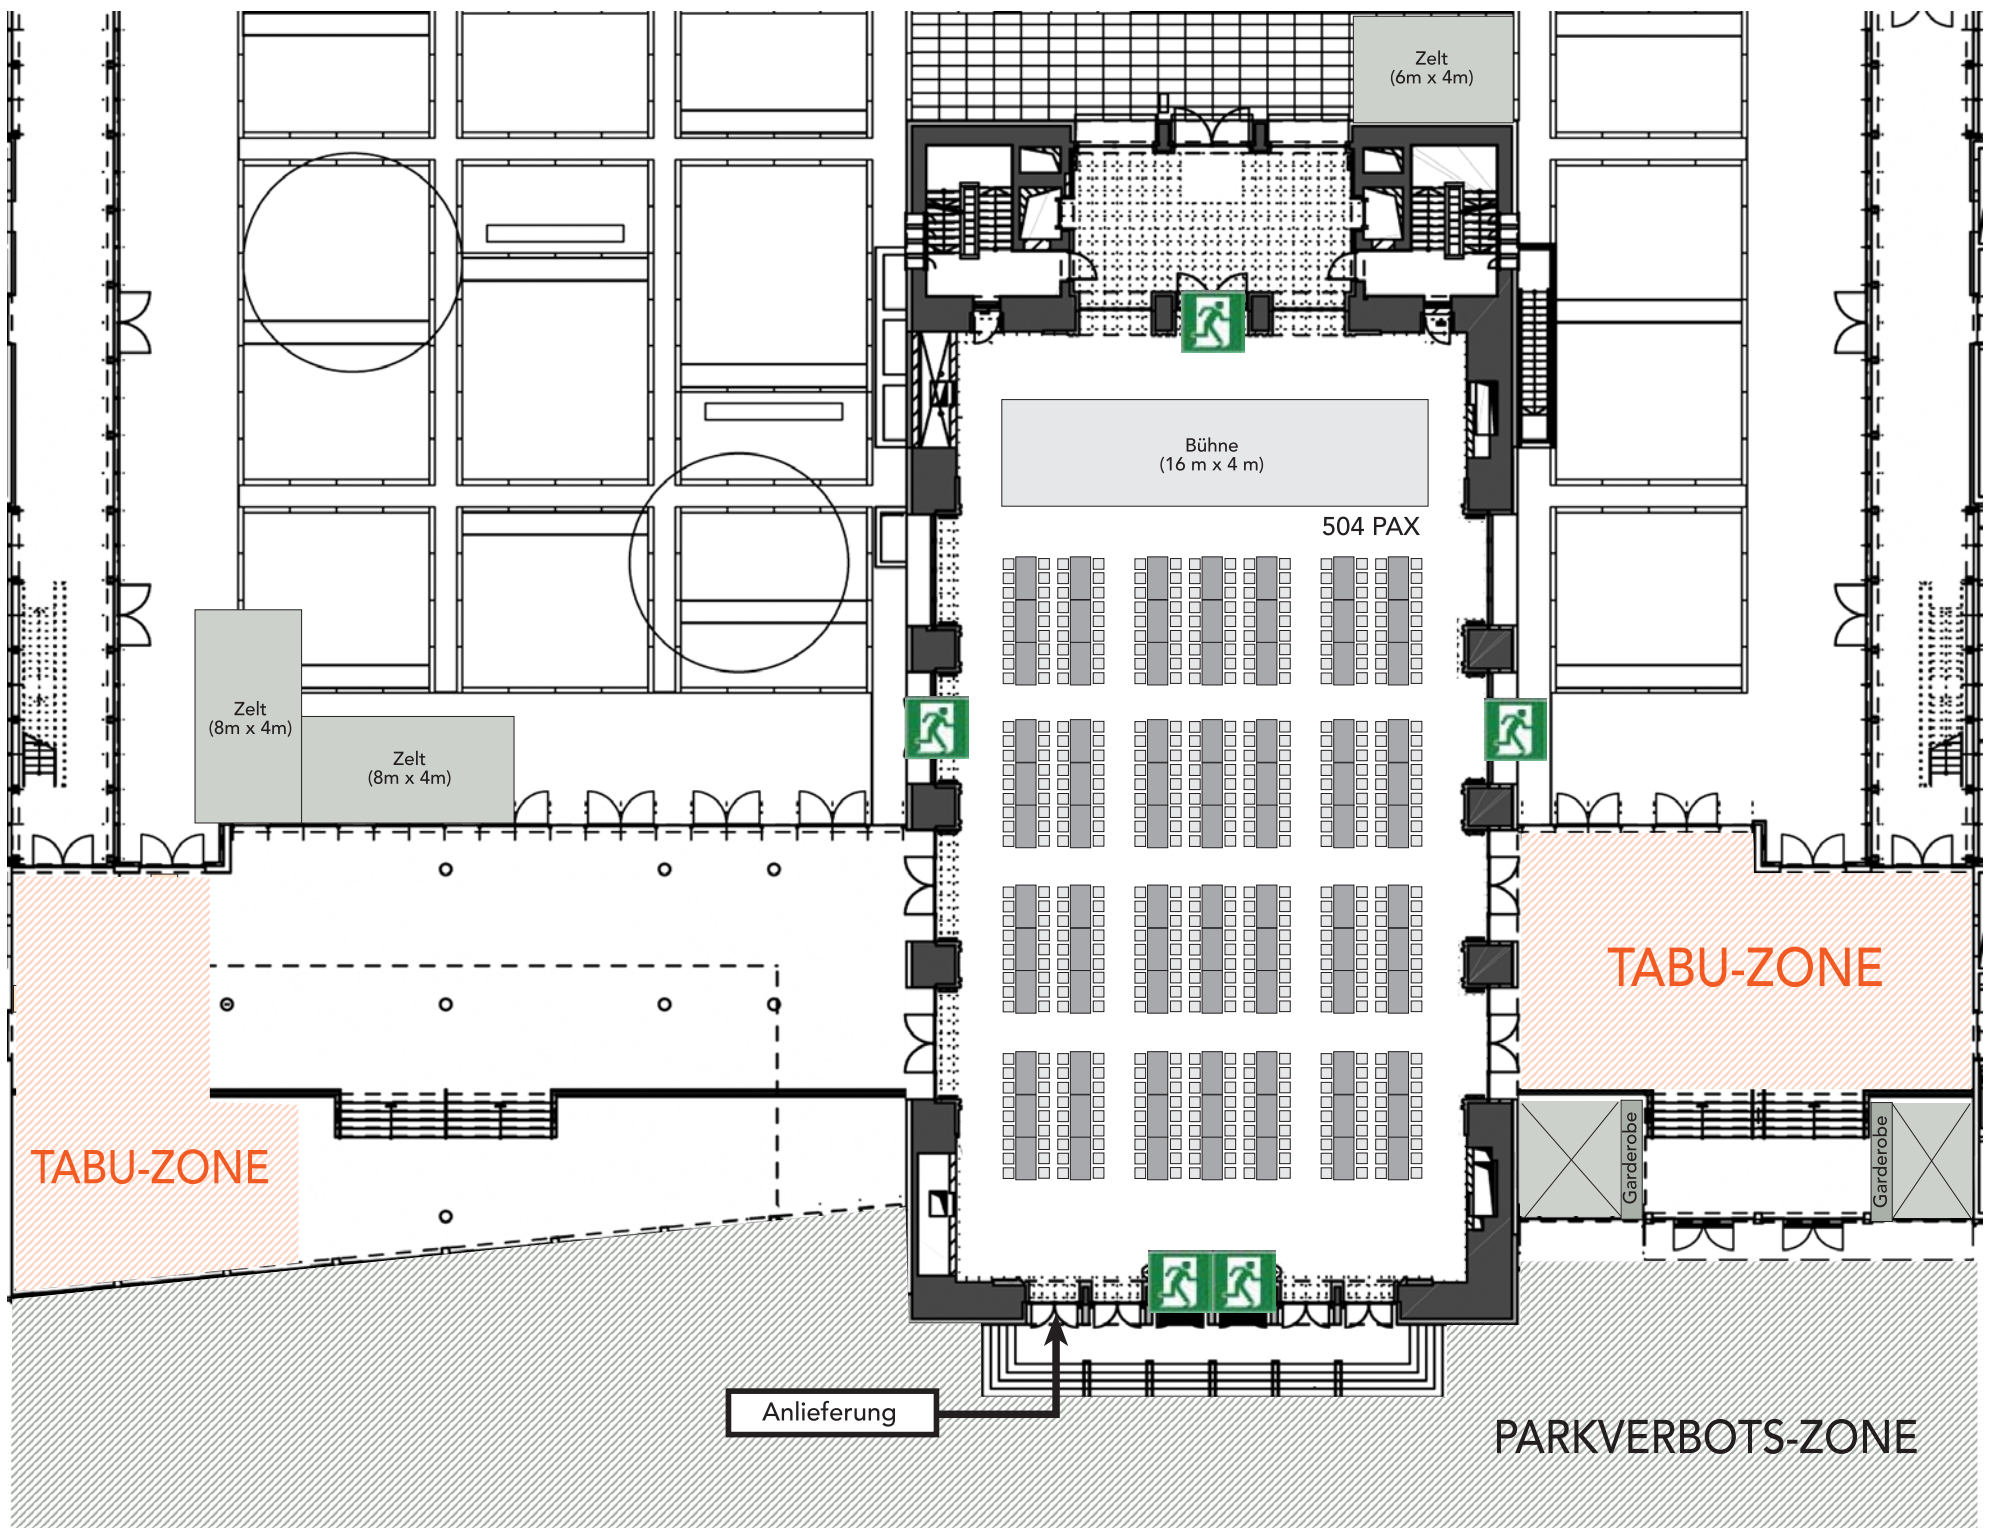 Zelt
(6m x 4m)
Bühne
(16 m x 4 m)
504 PAX
Zelt
(8m x 4m)
Zelt
(8m x 4m)
TABU-ZONE
TABU-ZONE
Garderobe
Garderobe
Anlieferung
PARKVERBOTS-ZONE